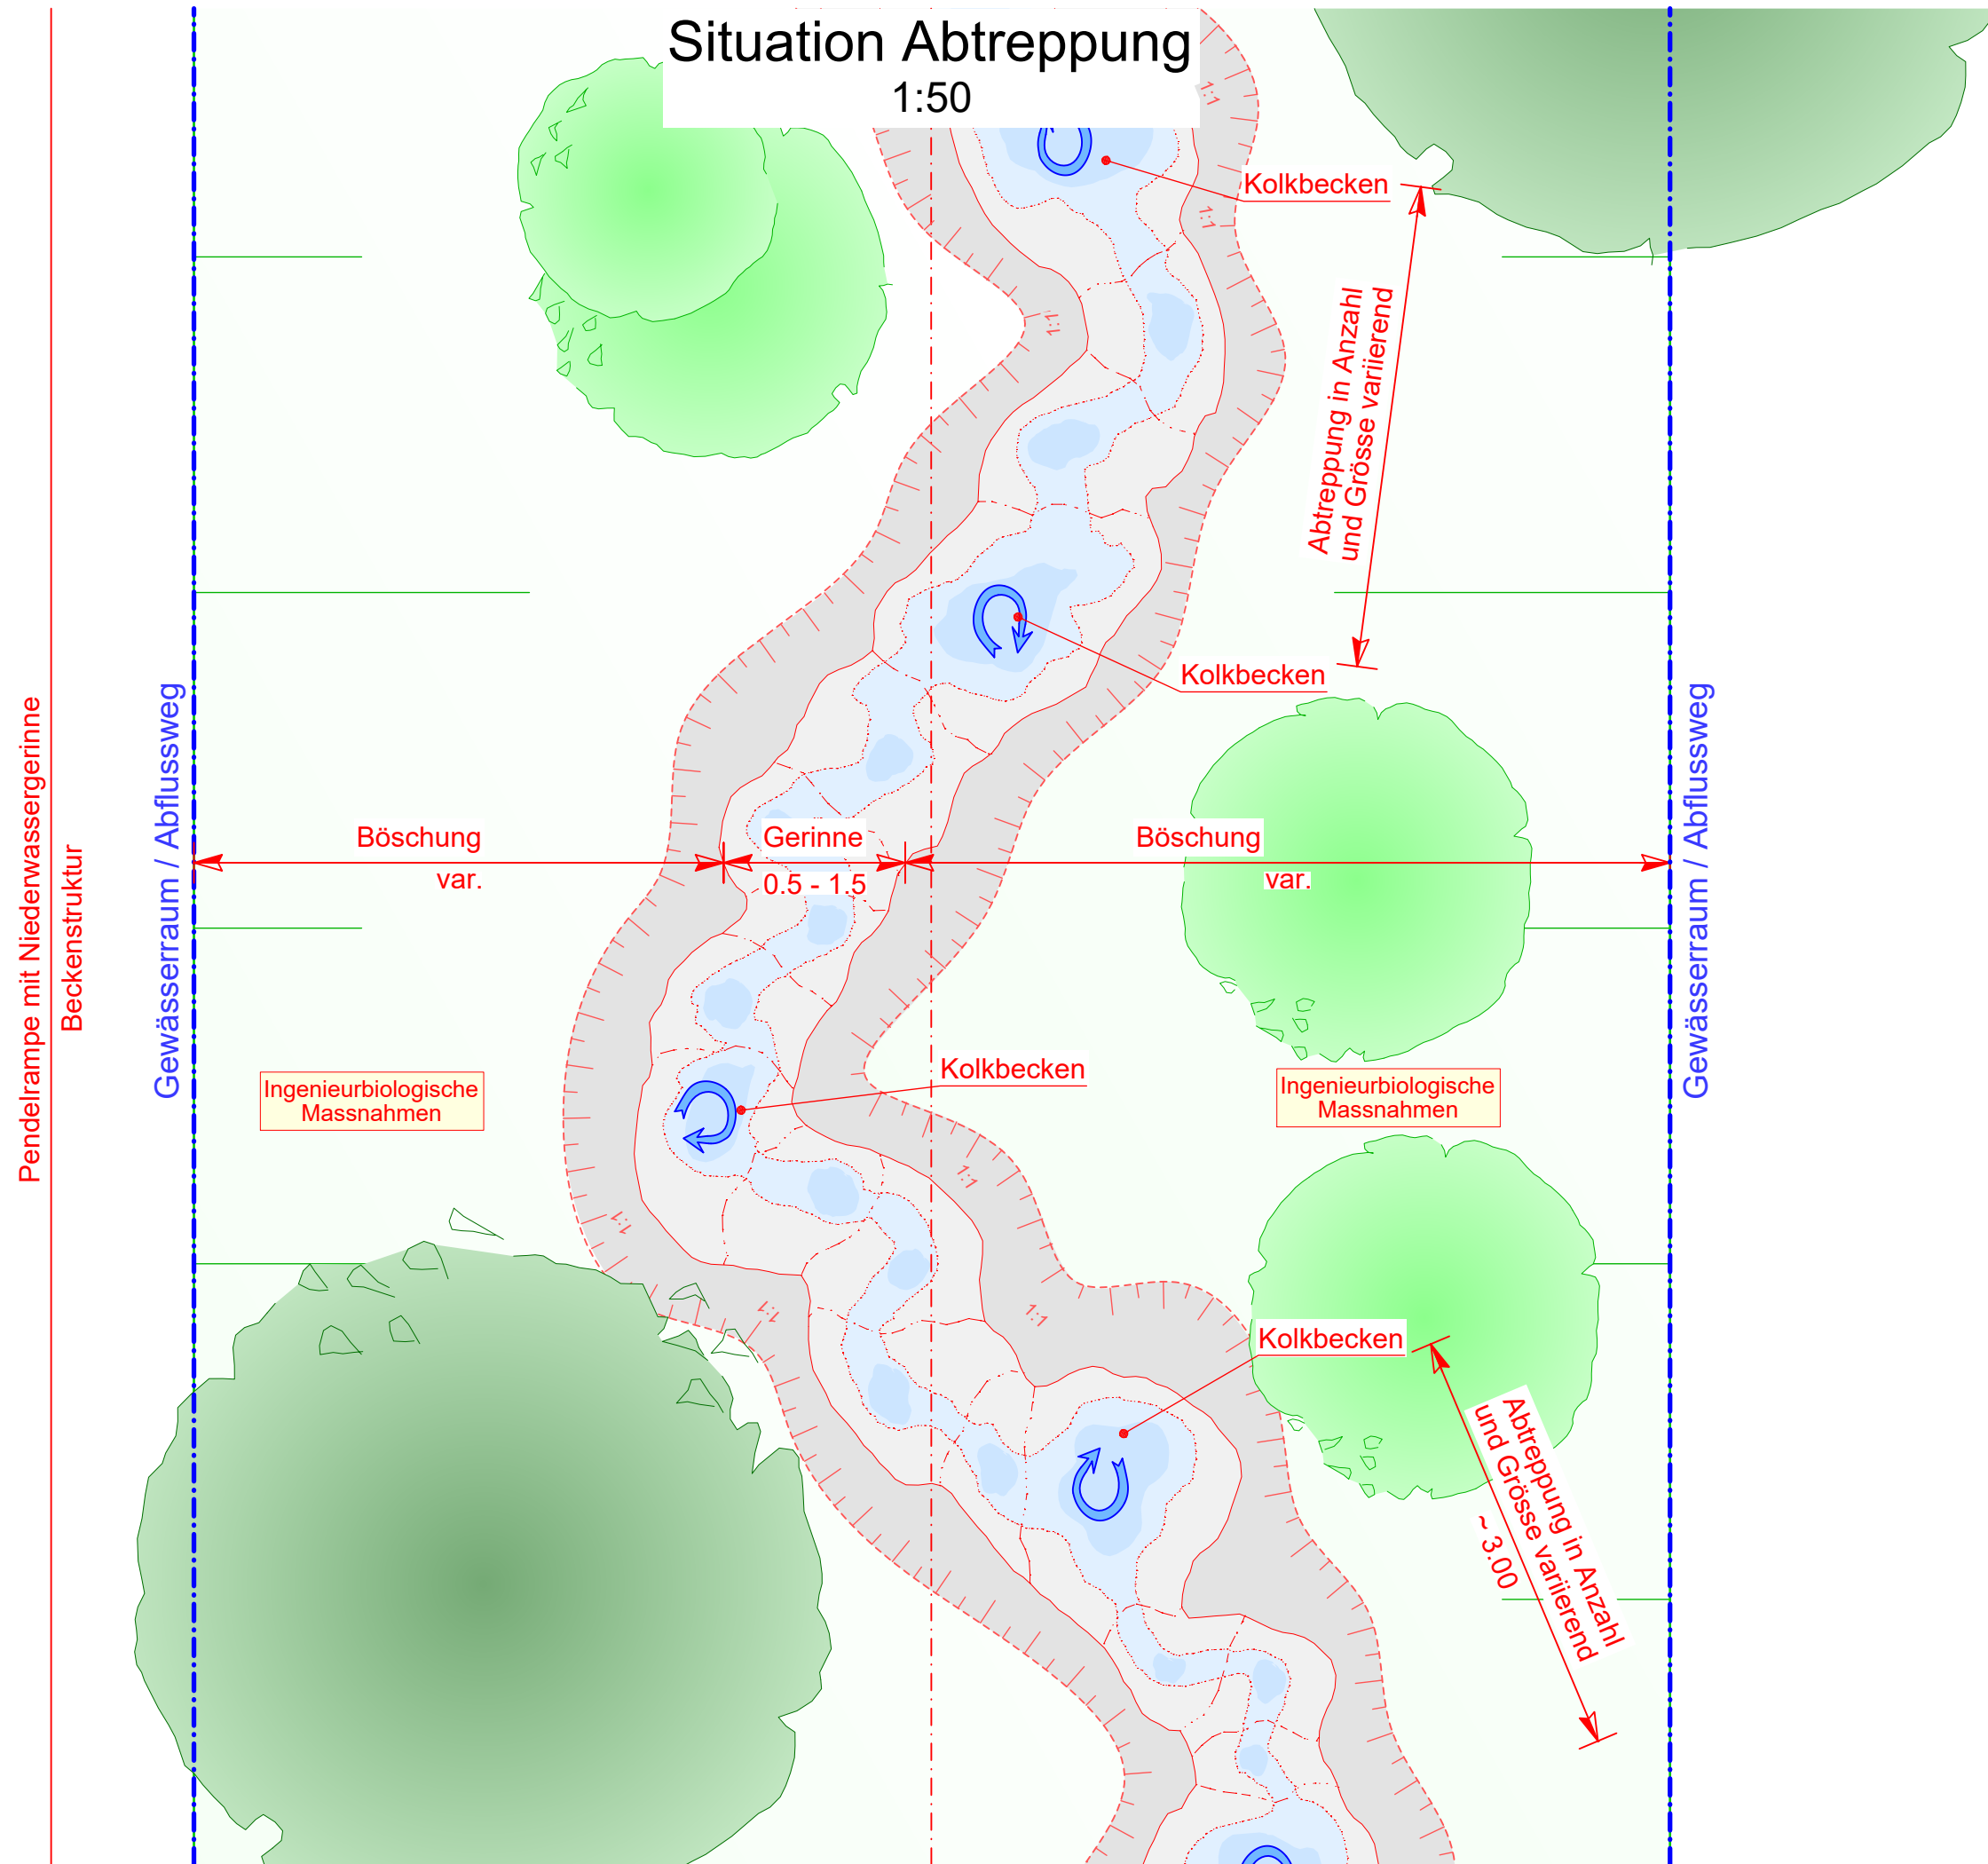 Situation Abtreppung
1:50
1:1
Kolkbecken
1:1
1:1
Abtreppung in Anzahl
und Grösse variierend
Kolkbecken
Pendelrampe mit Niederwassergerinne
Beckenstruktur
Gewässerraum / Abflussweg
Gewässerraum / Abflussweg
Böschung
var.
Gerinne
0.5 - 1.5
Böschung
var.
Kolkbecken
Ingenieurbiologische
Massnahmen
Ingenieurbiologische
Massnahmen
1:1
1:1
1:1
1:1
Kolkbecken
Abtreppung in Anzahl
und Grösse variierend
~ 3.00